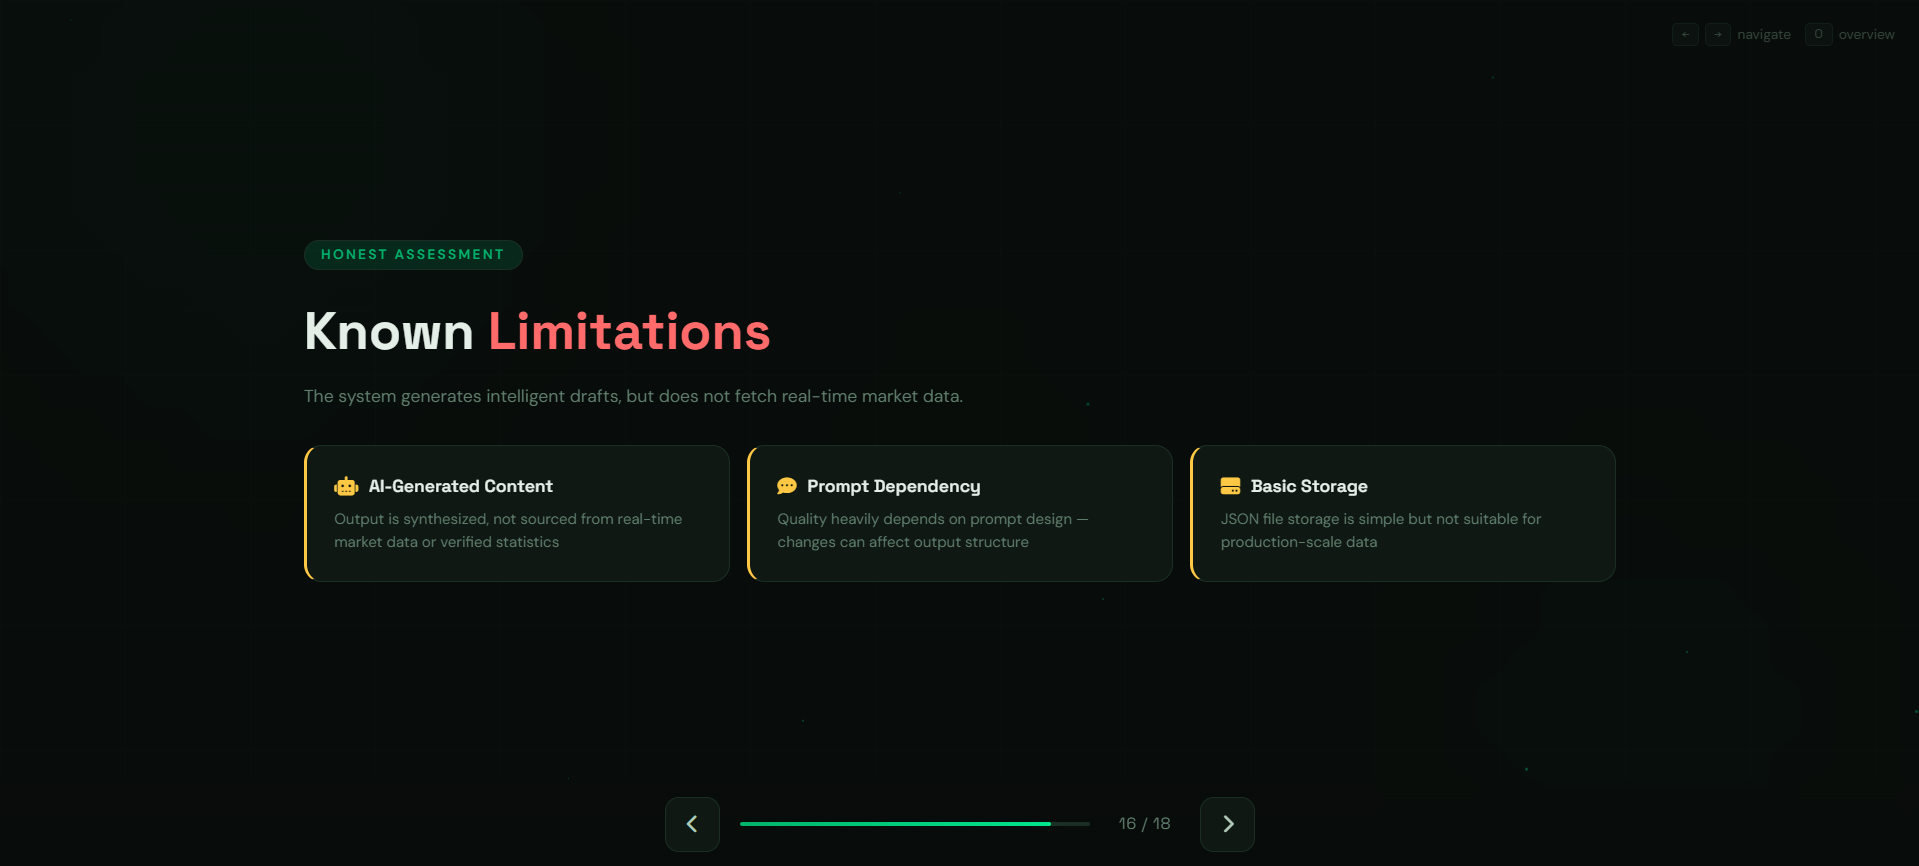 ← → navigate O overview
HONEST ASSESSMENT
Known Limitations
The system generates intelligent drafts, but does not fetch real-time market data.
AI-Generated Content
Output is synthesized, not sourced from real-time
market data or verified statistics
Prompt Dependency
Quality heavily depends on prompt design —
changes can affect output structure
Basic Storage
JSON file storage is simple but not suitable for
production-scale data
16 / 18